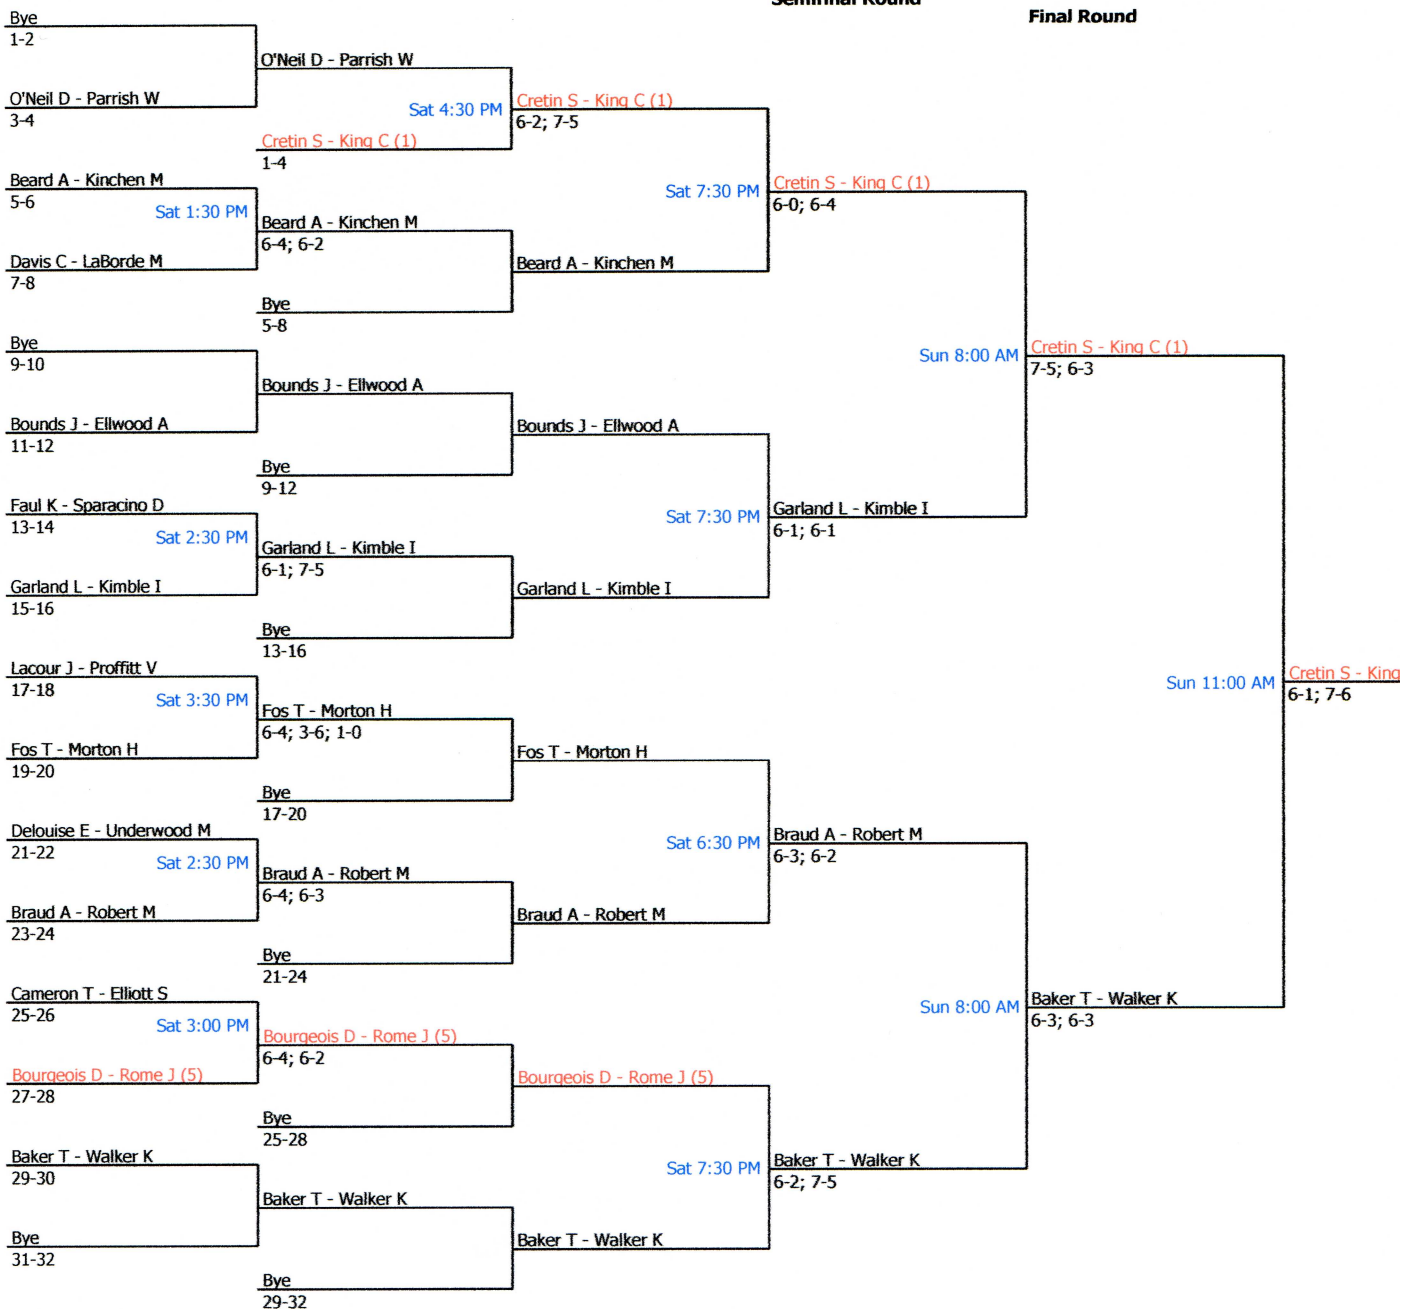 Semifinal Round
Final Round
Bye
1-2
O'Neil D - Parrish W
O'Neil D - Parrish W
3-4
Sat 4:30 PM
Cretin S - King C (1)
6-2; 7-5
Cretin S - King C (1)
1-4
Beard A - Kinchen M
5-6
Sat 7:30 PM
Cretin S - King C (1)
6-0; 6-4
Sat 1:30 PM
Beard A - Kinchen M
6-4; 6-2
Davis C - LaBorde M
7-8
Beard A - Kinchen M
Bye
5-8
Bye
9-10
Sun 8:00 AM
Cretin S - King C (1)
7-5; 6-3
Bounds J - Ellwood A
Bounds J - Ellwood A
11-12
Bounds J - Ellwood A
Bye
9-12
Faul K - Sparacino D
13-14
Sat 7:30 PM
Garland L - Kimble I
6-1; 6-1
Sat 2:30 PM
Garland L - Kimble I
6-1; 7-5
Garland L - Kimble I
15-16
Garland L - Kimble I
Bye
13-16
Lacour J - Proffitt V
17-18
Sun 11:00 AM
Cretin S - King
6-1; 7-6
Sat 3:30 PM
Fos T - Morton H
6-4; 3-6; 1-0
Fos T - Morton H
19-20
Fos T - Morton H
Bye
17-20
Delouise E - Underwood M
21-22
Sat 6:30 PM
Braud A - Robert M
6-3; 6-2
Sat 2:30 PM
Braud A - Robert M
6-4; 6-3
Braud A - Robert M
23-24
Braud A - Robert M
Bye
21-24
Cameron T - Elliott S
25-26
Sun 8:00 AM
Baker T - Walker K
6-3; 6-3
Sat 3:00 PM
Bourgeois D - Rome J (5)
6-4; 6-2
Bourgeois D - Rome J (5)
27-28
Bourgeois D - Rome J (5)
Bye
25-28
Baker T - Walker K
29-30
Sat 7:30 PM
Baker T - Walker K
6-2; 7-5
Baker T - Walker K
Bye
31-32
Baker T - Walker K
Bye
29-32